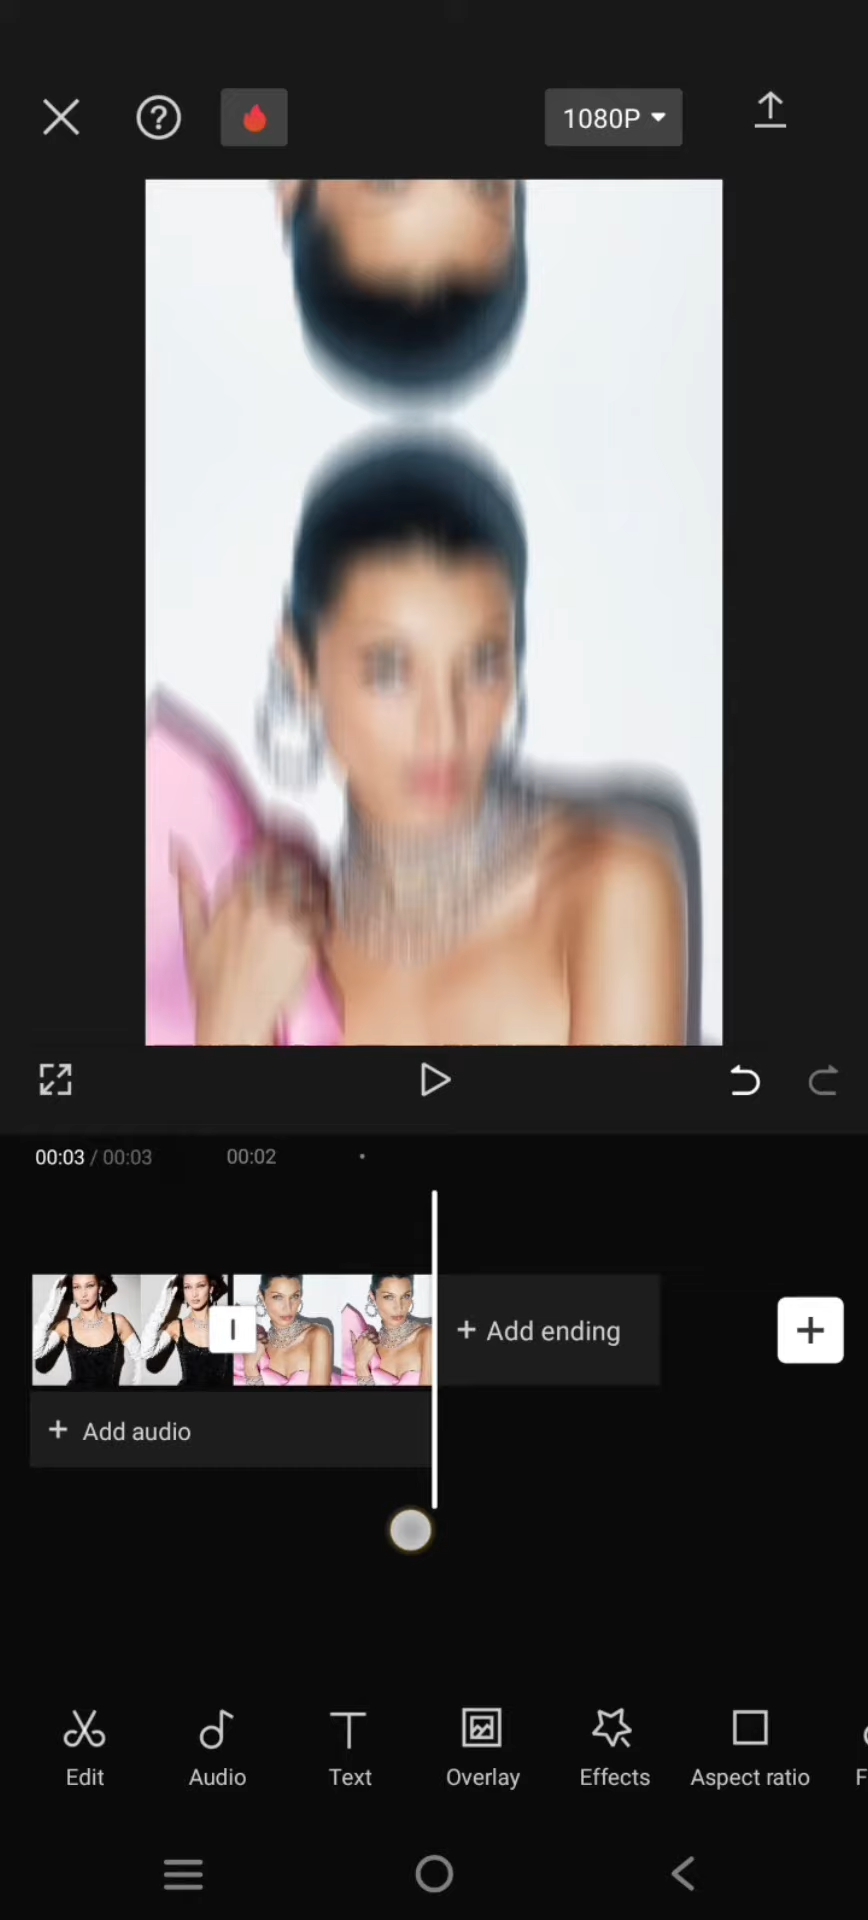 1080P
00:03 / 00:03 00:02
+ Add ending
+ Add audio
Edit Audio Text Overlay Effects Aspect ratio F